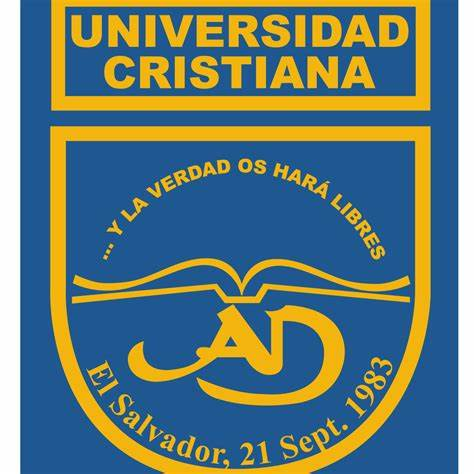 UNIVERSIDAD
CRISTIANA
... Y LA VERDAD OS HARÁ LIBRES
AD
El Salvador, 21 Sept. 1983